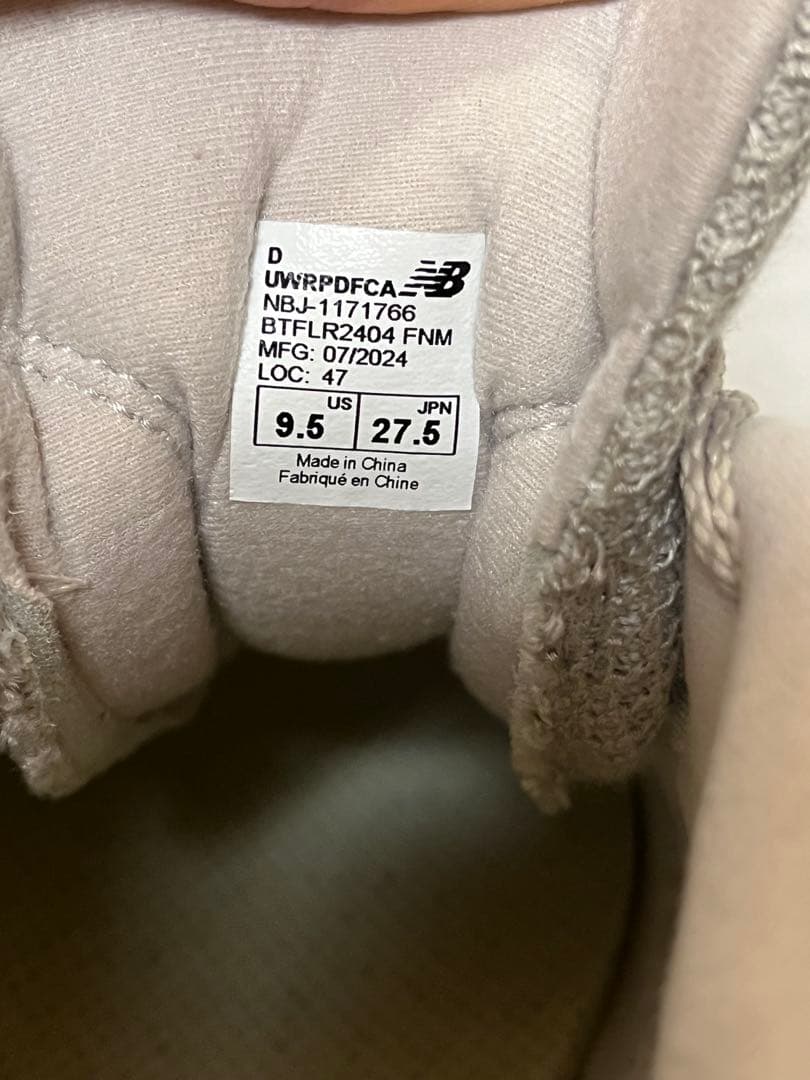 D
UWRPDFCA NB
NBJ-1171766
BTFLR2404 FNM
MFG: 07/2024
LOC: 47
US JPN
9.5 27.5
Made in China
Fabriqué en Chine